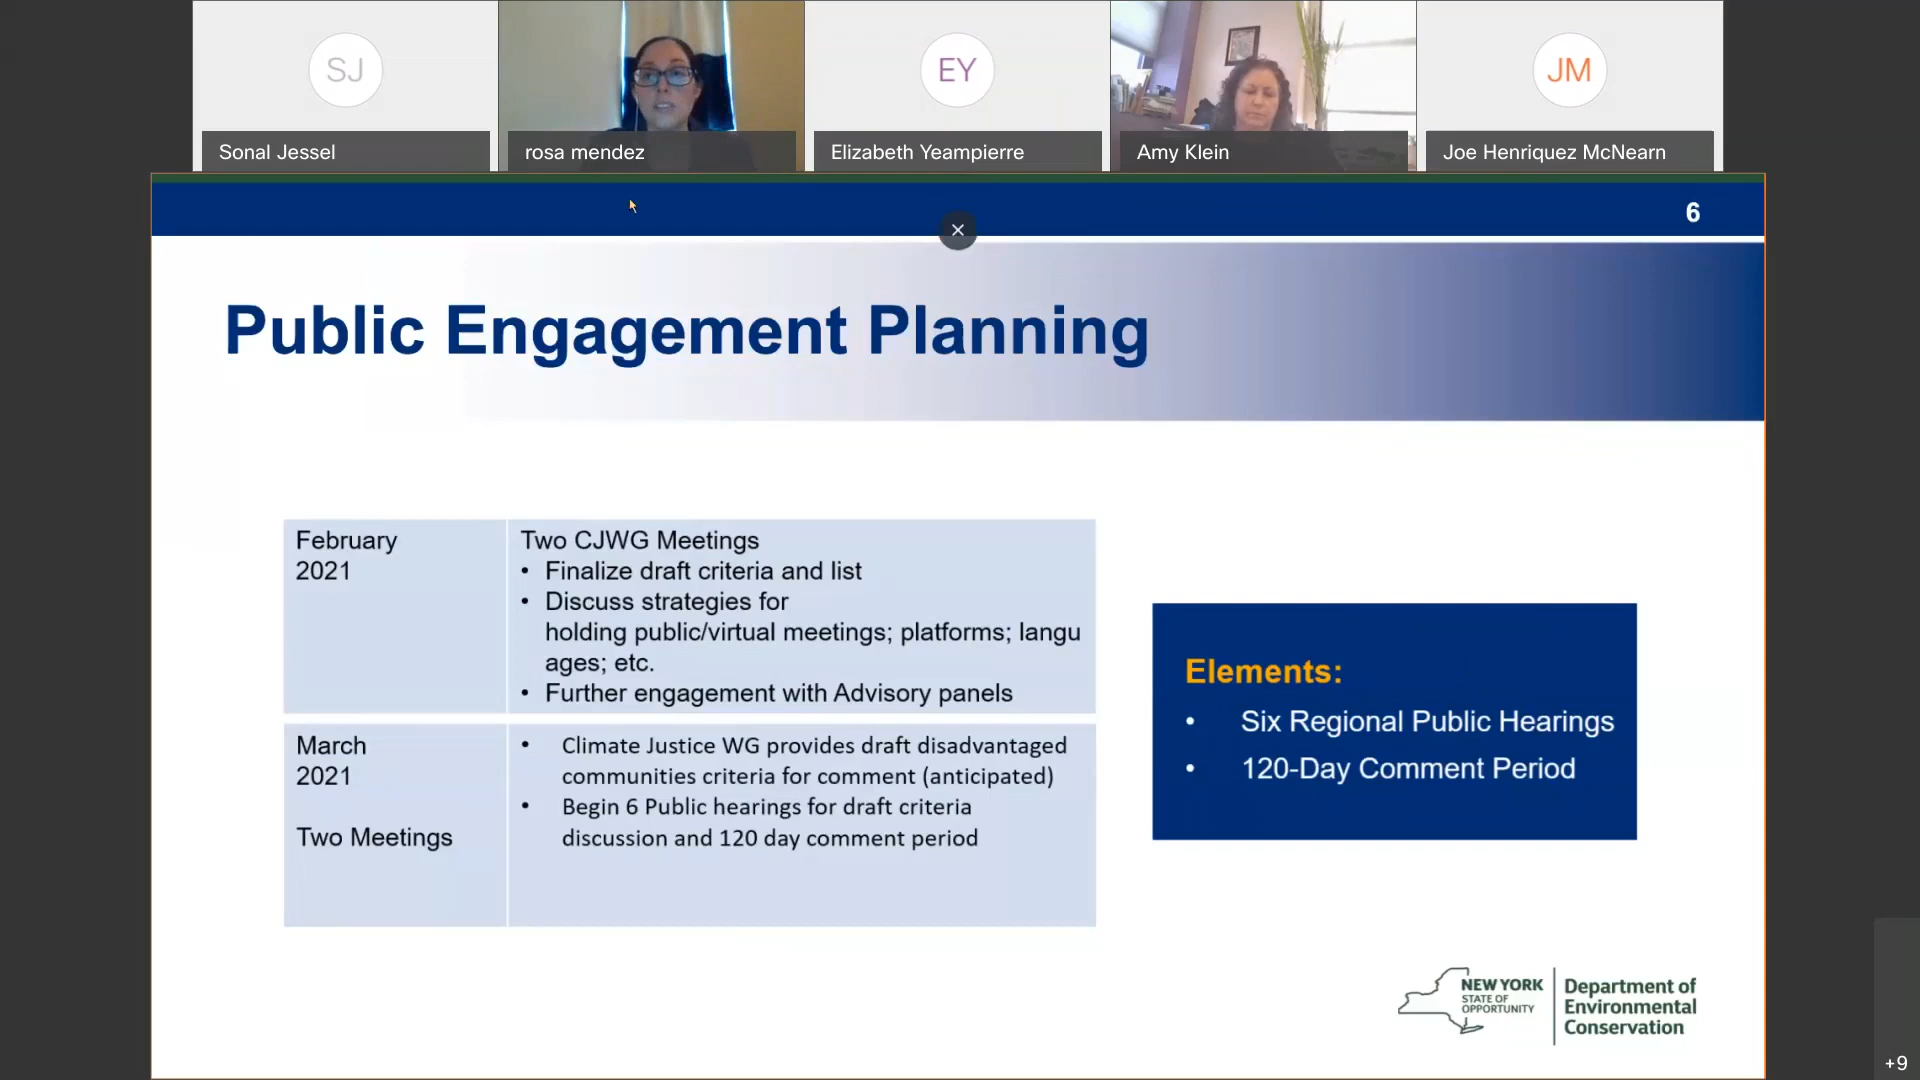 SJ
EY
JM
Sonal Jessel
rosa mendez
Elizabeth Yeampierre
Amy Klein
Joe Henriquez McNearn
6
Public Engagement Planning
February
2021
Two CJWG Meetings
• Finalize draft criteria and list
• Discuss strategies for
holding public/virtual meetings; platforms; langu
ages; etc.
• Further engagement with Advisory panels
March
2021
Two Meetings
• Climate Justice WG provides draft disadvantaged
communities criteria for comment (anticipated)
• Begin 6 Public hearings for draft criteria
discussion and 120 day comment period
Elements:
• Six Regional Public Hearings
• 120-Day Comment Period
NEW YORK
STATE OF
OPPORTUNITY
Department of
Environmental
Conservation
+9